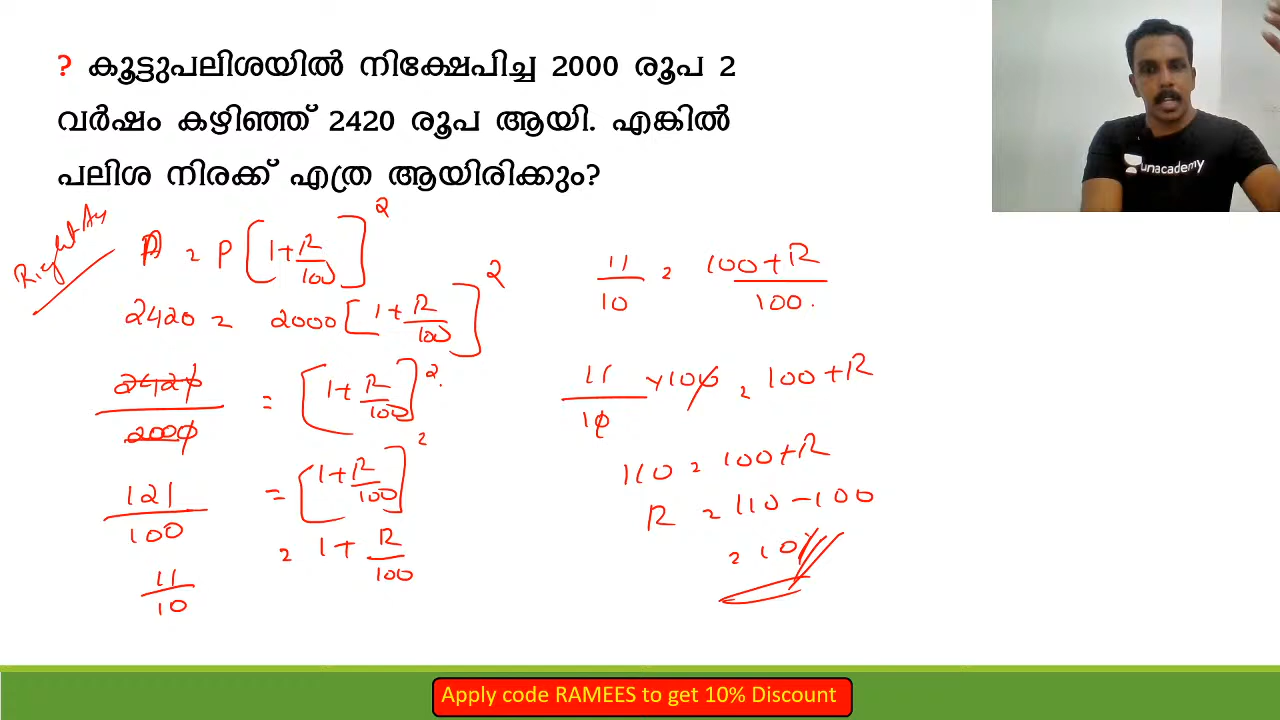 ? കൂട്ടുപലിശയിൽ നിക്ഷേപിച്ച 2000 രൂപ 2
വർഷം കഴിഞ്ഞ് 2420 രൂപ ആയി. എങ്കിൽ
പലിശ നിരക്ക് എത്ര ആയിരിക്കും?
unacademy
Right
A = P [1 + R/100]²
2420 = 2000 [1 + R/100]²
2420/2000 = [1 + R/100]².
121/100 = [1 + R/100]²
11/10 = 1 + R/100
11/10 = 100 + R/100.
11/10 × 100 = 100 + R
110 = 100 + R
R = 110 - 100
= 10
Apply code RAMEES to get 10% Discount